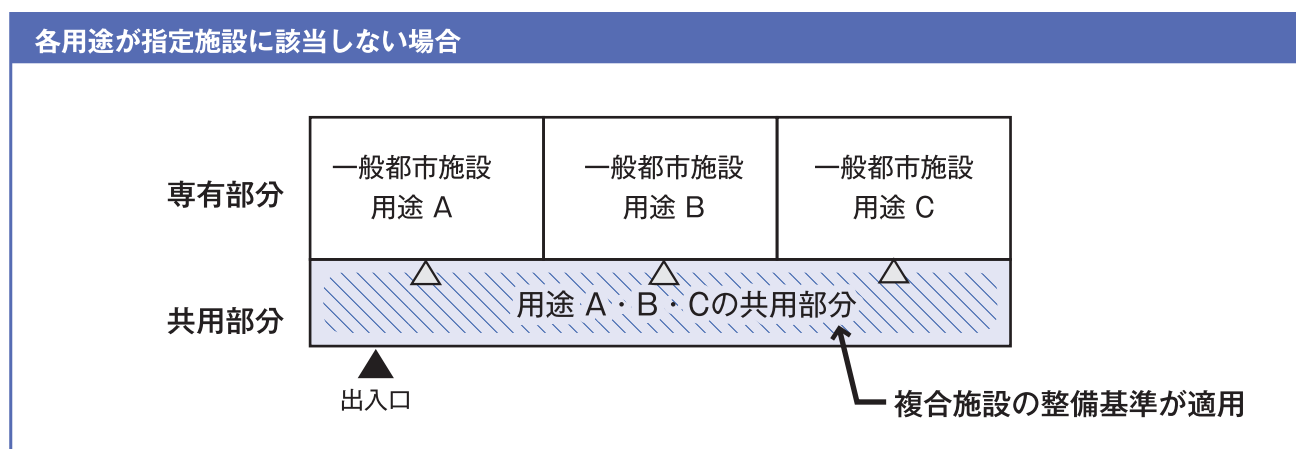 各用途が指定施設に該当しない場合
専有部分
一般都市施設
用途 A
一般都市施設
用途 B
一般都市施設
用途 C
共用部分
用途 A・B・Cの共用部分
出入口
複合施設の整備基準が適用